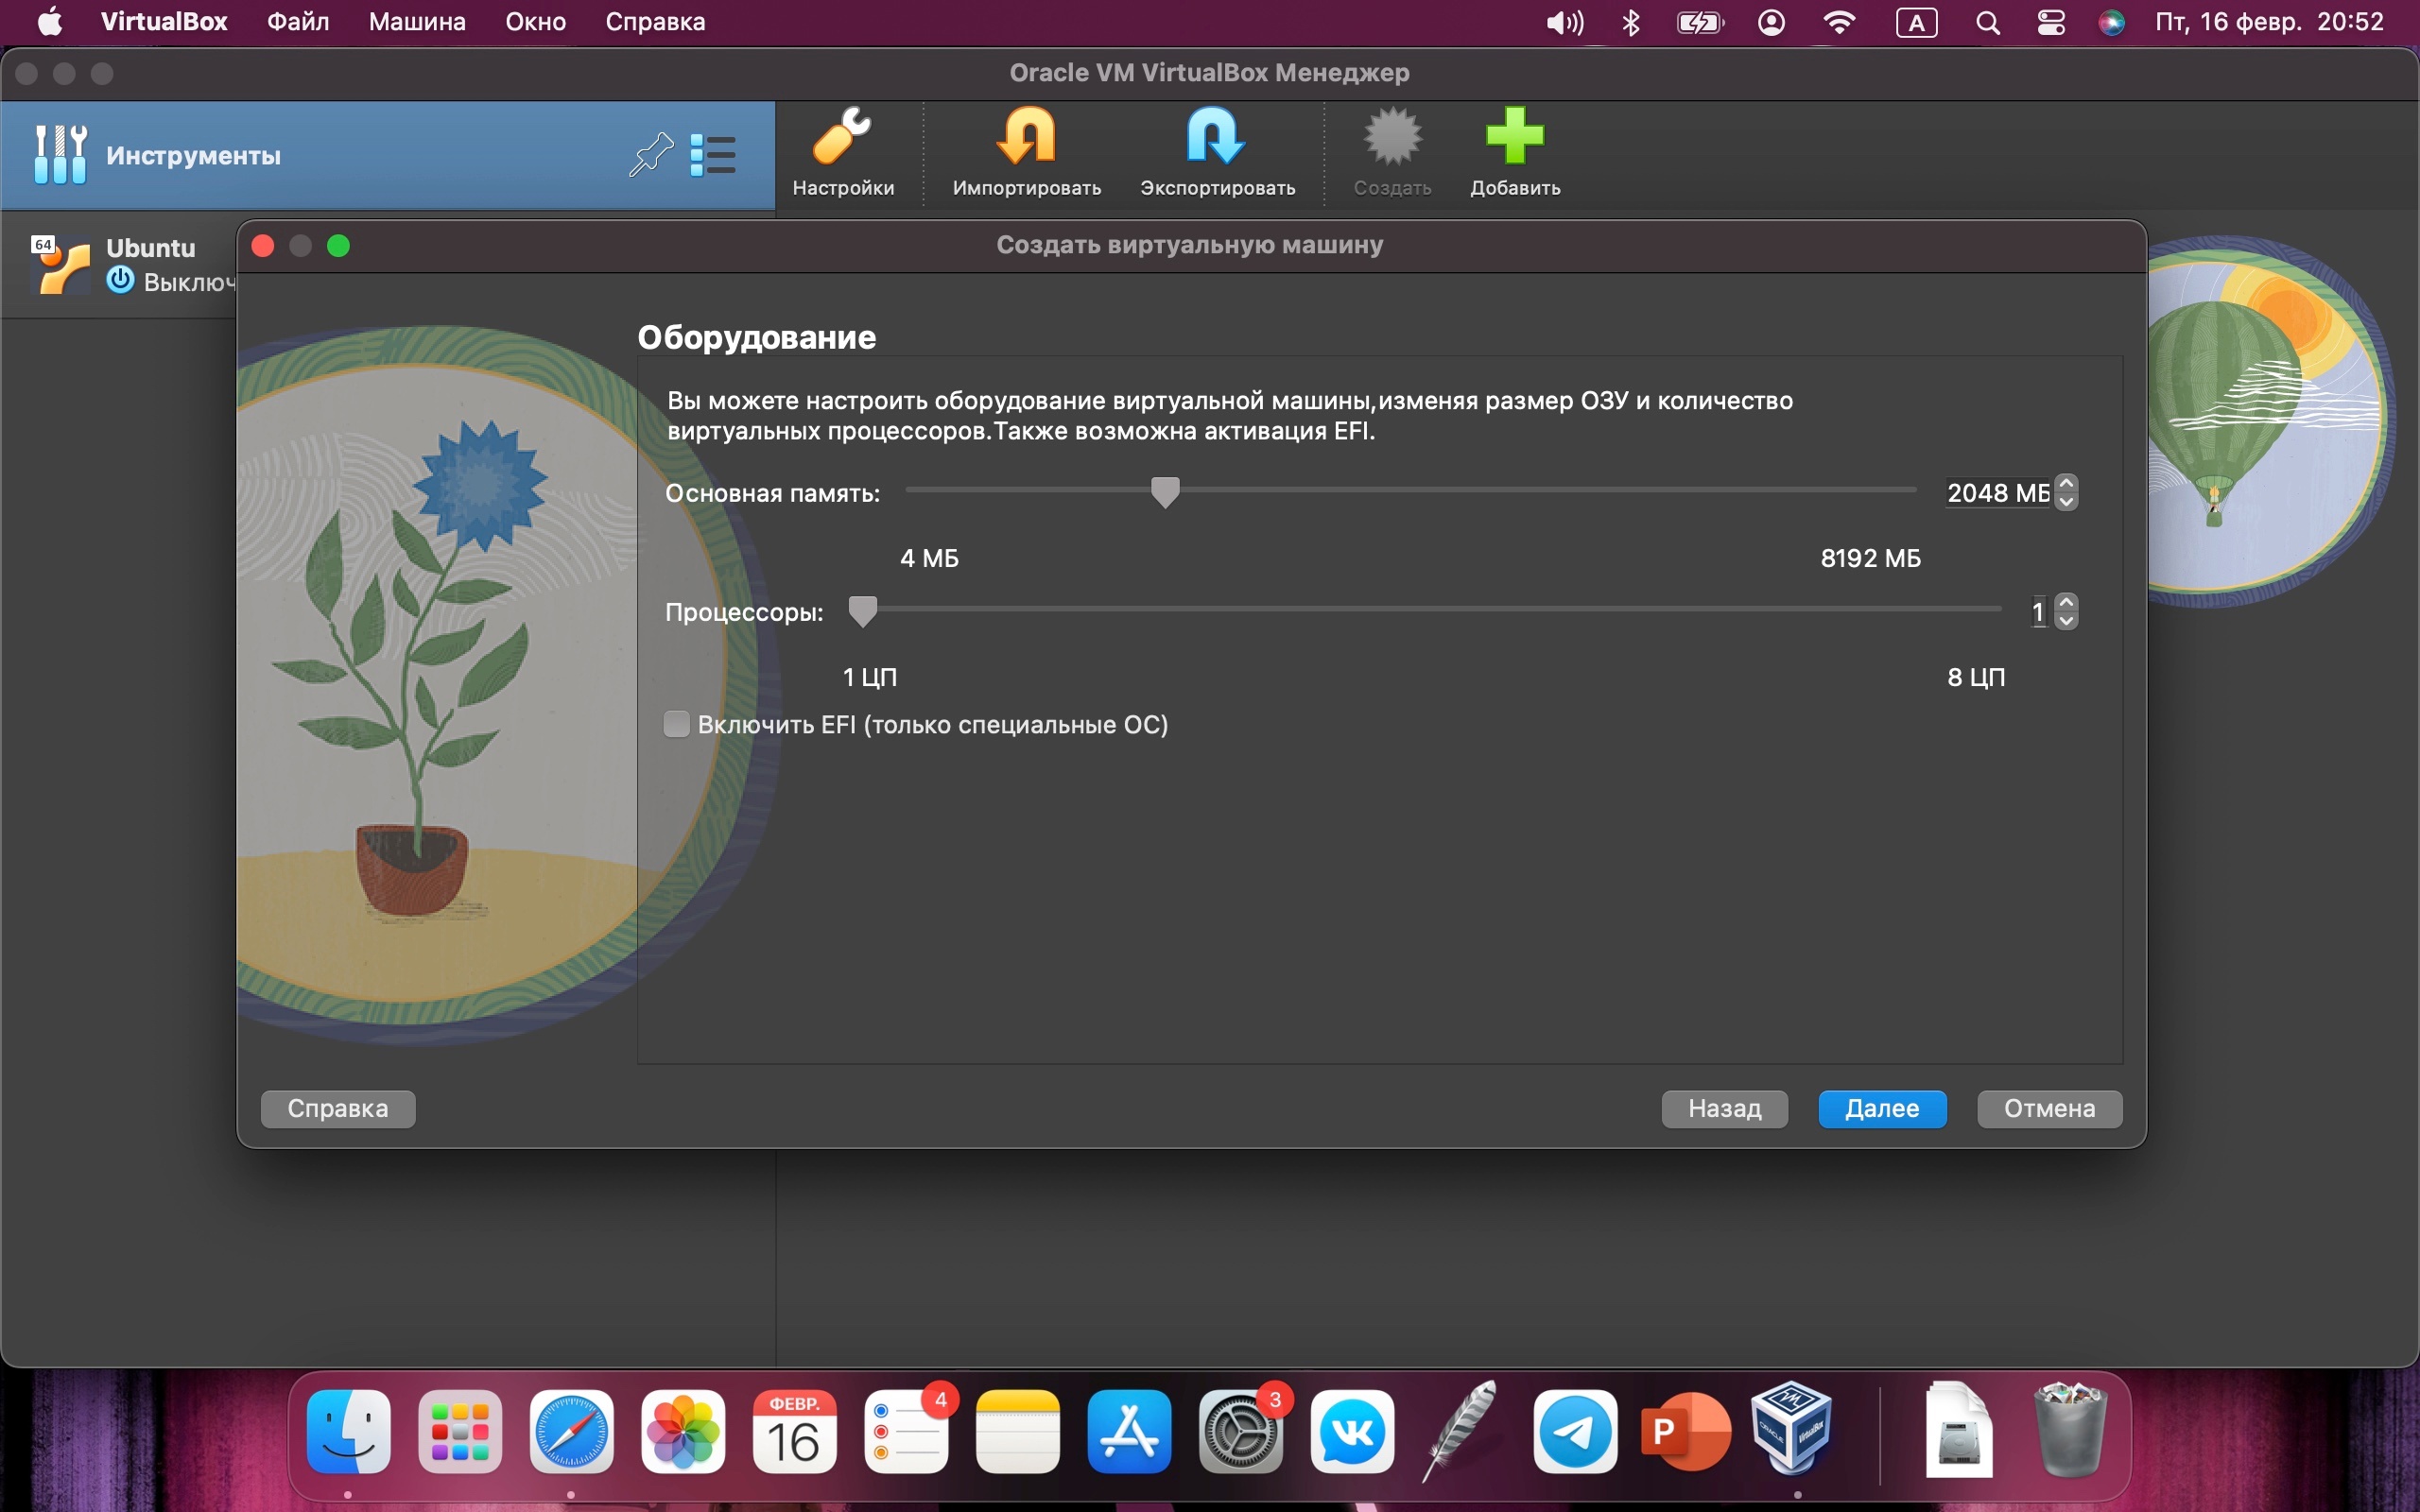 VirtualBox Файл Машина Окно Справка A Пт, 16 февр. 20:52
Oracle VM VirtualBox Менеджер
Инструменты
Настройки Импортировать Экспортировать Создать Добавить
64 Ubuntu
Выключ
Создать виртуальную машину
Оборудование
Вы можете настроить оборудование виртуальной машины,изменяя размер ОЗУ и количество
виртуальных процессоров.Также возможна активация EFI.
Основная память: 2048 МБ
4 МБ 8192 МБ
Процессоры: 1
1 ЦП 8 ЦП
Включить EFI (только специальные ОС)
Справка Назад Далее Отмена
ФЕВР.
16
4
3
P
VirtualBox